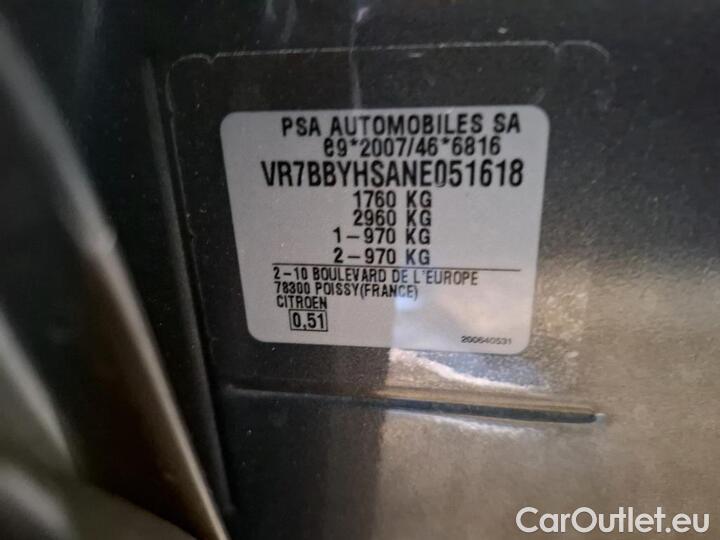 PSA AUTOMOBILES SA
e9*2007/46*6816
VR7BBYHSANE051618
1760 KG
2960 KG
1-970 KG
2-970 KG
2-10 BOULEVARD DE L'EUROPE
78300 POISSY(FRANCE)
CITROEN
0,51
200640531
CarOutlet.eu